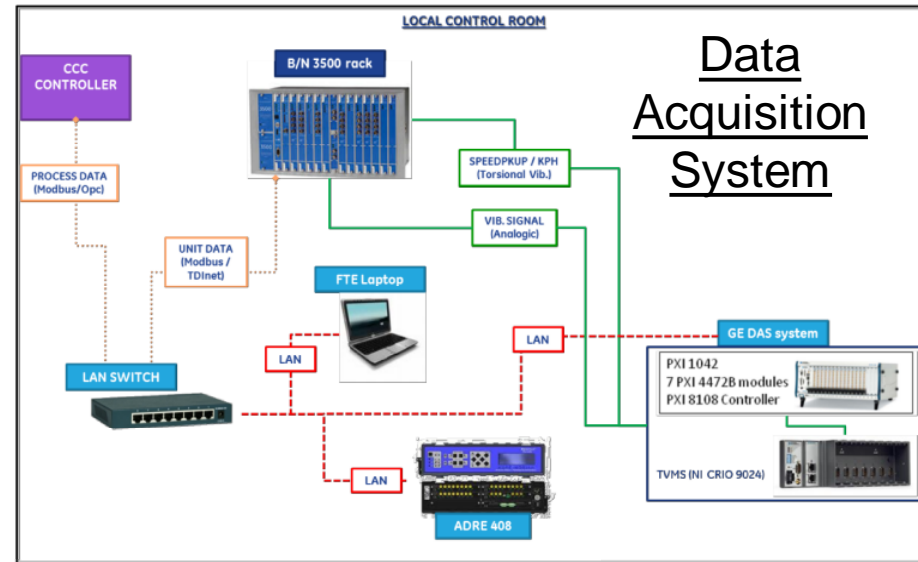 LOCAL CONTROL ROOM
Data
Acquisition
System
CCC
CONTROLLER
B/N 3500 rack
PROCESS DATA
(Modbus/Opc)
SPEEDPKUP / KPH
(Torsional Vib.)
VIB. SIGNAL
(Analogic)
UNIT DATA
(Modbus /
TDInet)
FTE Laptop
LAN
LAN
GE DAS system
LAN SWITCH
PXI 1042
7 PXI 4472B modules
PXI 8108 Controller
TVMS (NI CRIO 9024)
LAN
ADRE 408